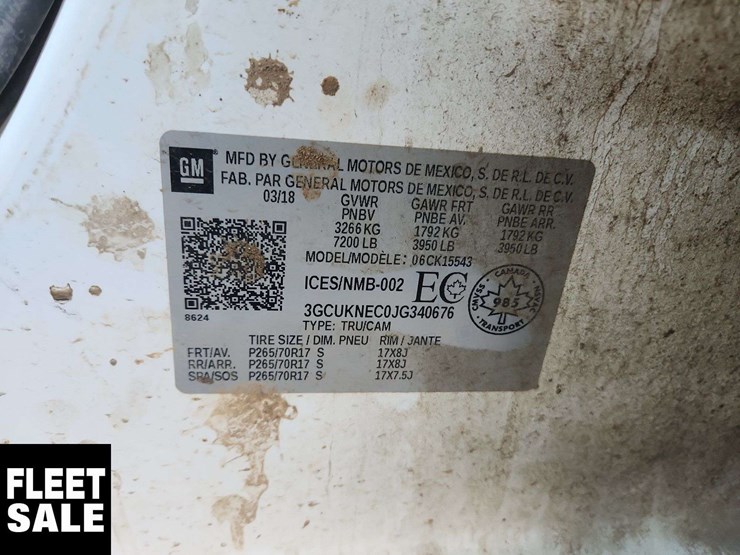 GM
MFD BY GENERAL MOTORS DE MEXICO, S. DE R.L. DE C.V.
FAB. PAR GENERAL MOTORS DE MEXICO, S. DE R.L. DE C.V.
03/18 GVWR GAWR FRT GAWR RR
PNBV PNBE AV. PNBE ARR.
3266 KG 1792 KG 1792 KG
7200 LB 3950 LB 3950 LB
MODEL/MODÈLE: 06CK15543
ICES/NMB-002 EC
CANADA
985
TRANSPORT
8624
3GCUKNEC0JG340676
TYPE: TRU/CAM
TIRE SIZE / DIM. PNEU RIM / JANTE
FRT/AV. P265/70R17 S 17X8J
RR/ARR. P265/70R17 S 17X8J
SPA/SOS P265/70R17 S 17X7.5J
FLEET
SALE